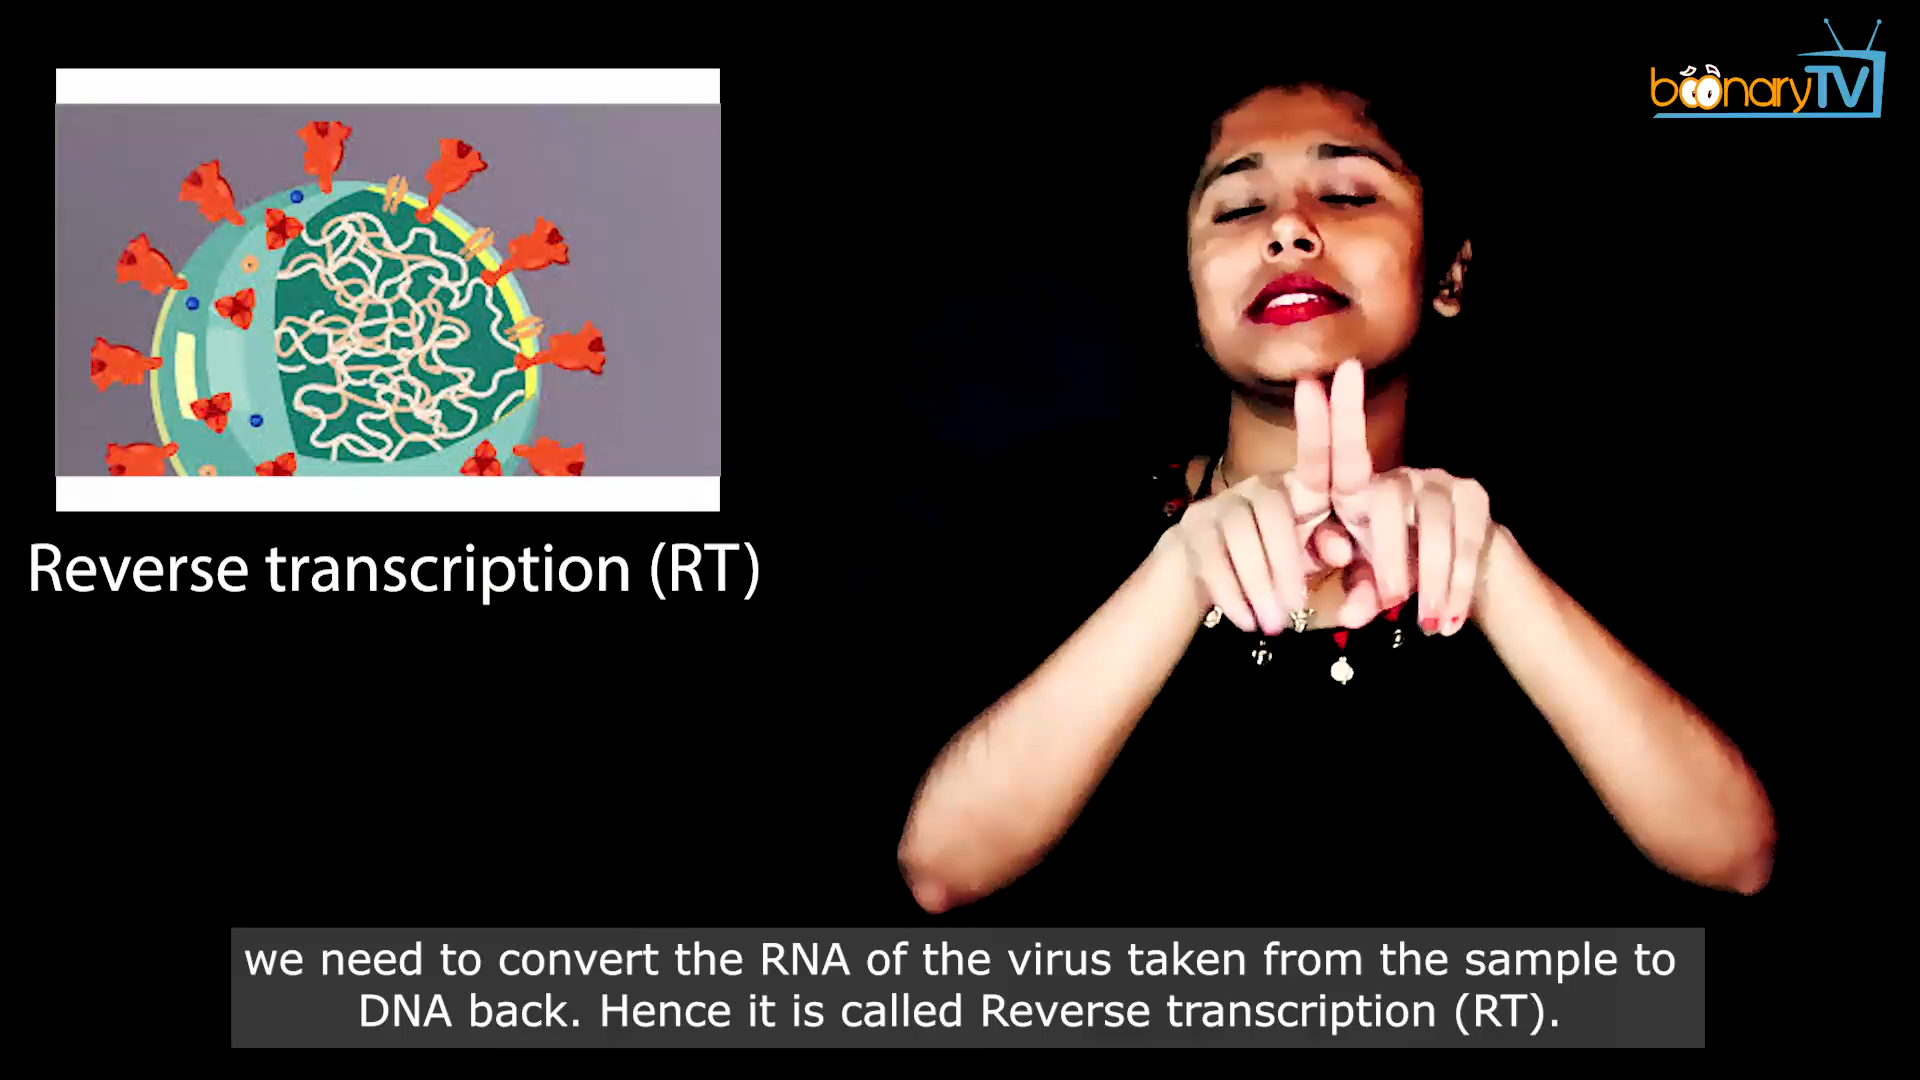 boonaryTV
Reverse transcription (RT)
we need to convert the RNA of the virus taken from the sample to
DNA back. Hence it is called Reverse transcription (RT).